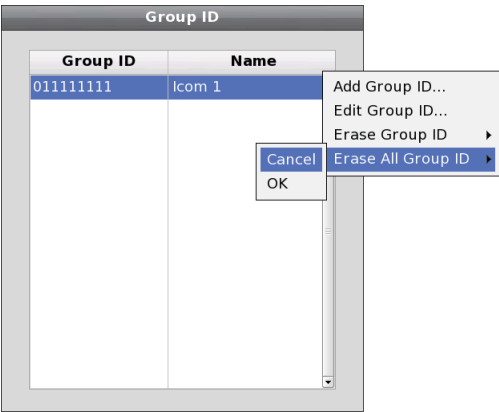 Group ID
Group ID Name
011111111 Icom 1
Add Group ID...
Edit Group ID...
Erase Group ID
Erase All Group ID
Cancel
OK